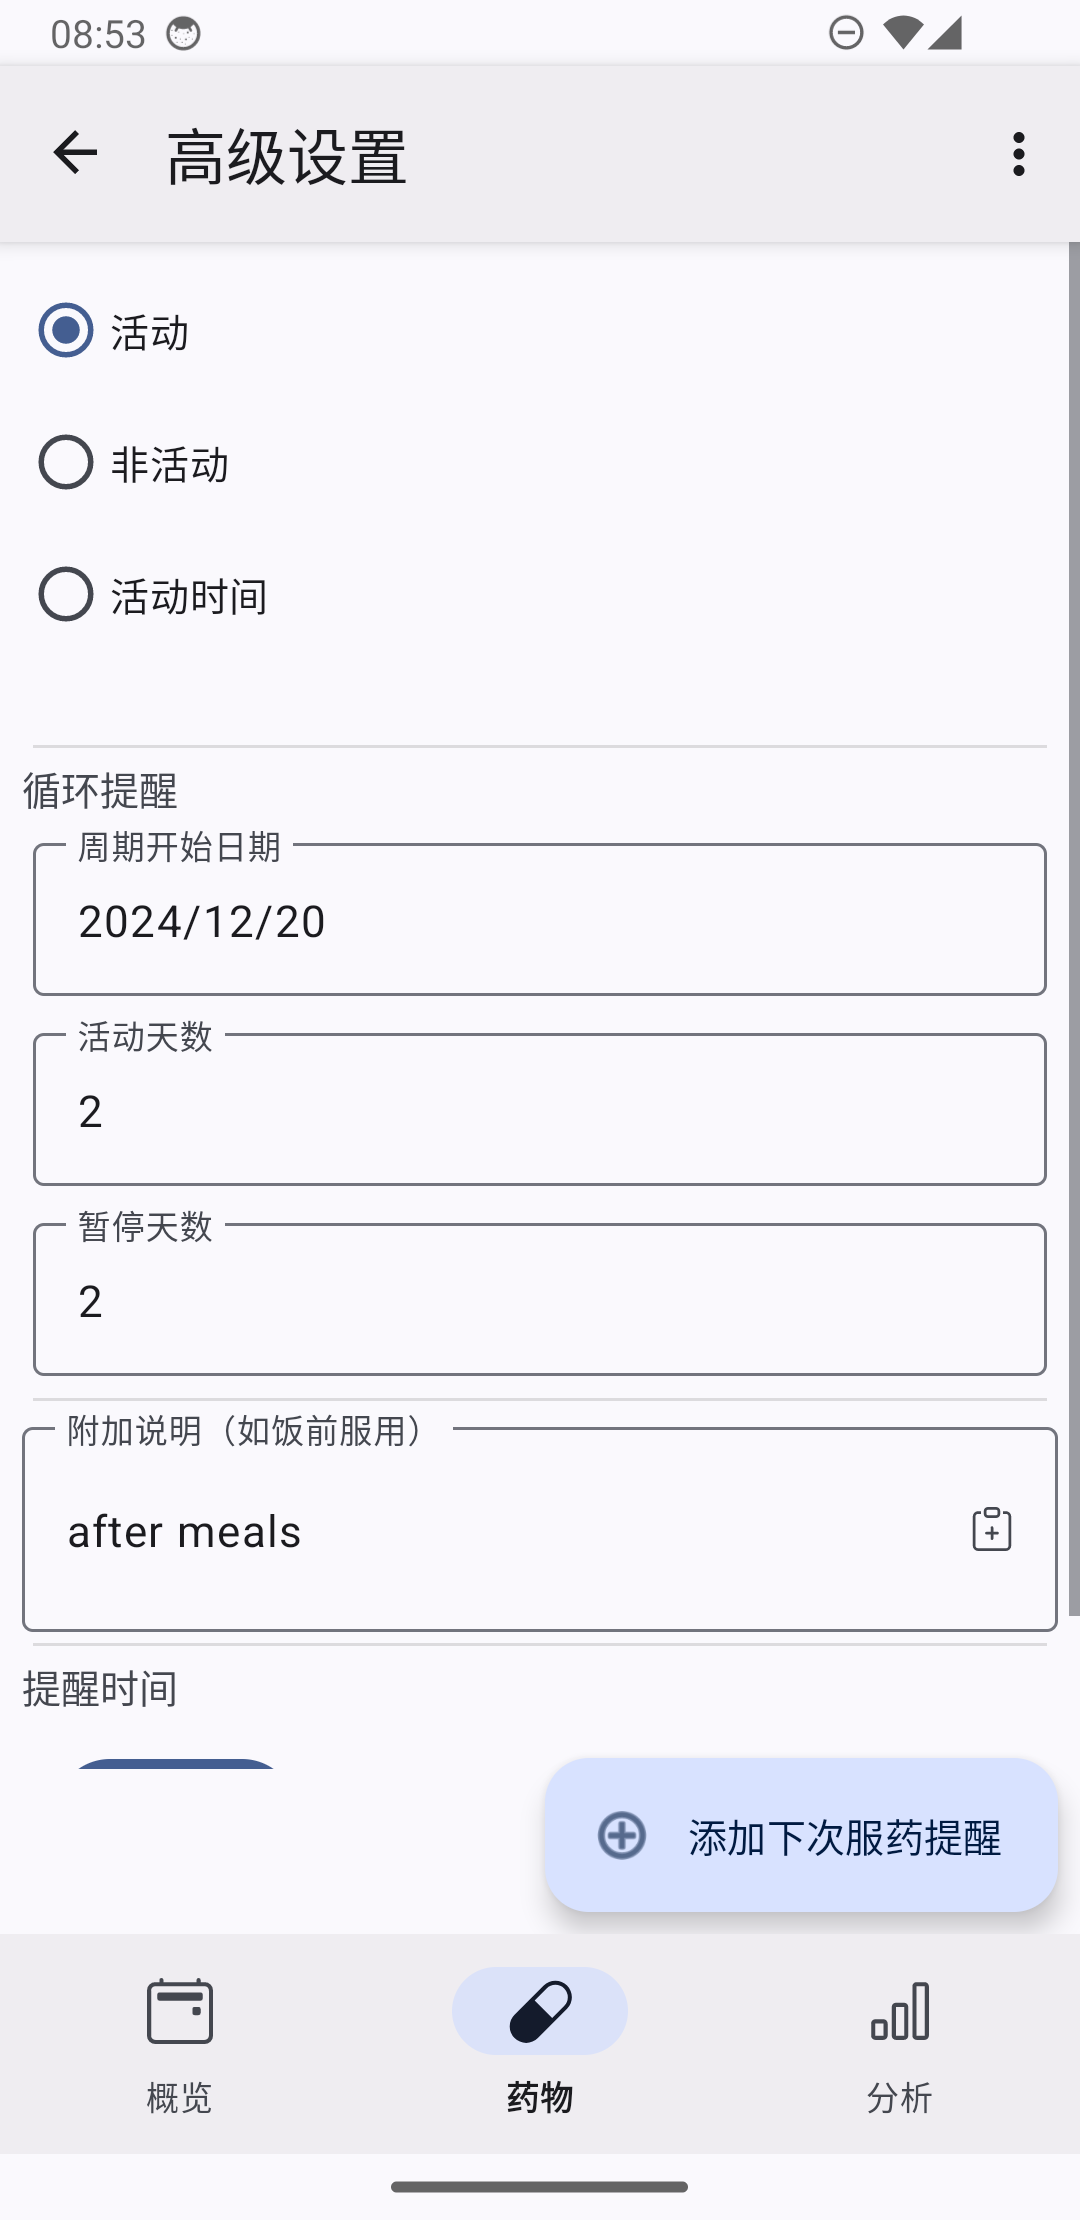 08:53
高级设置
活动
非活动
活动时间
循环提醒
周期开始日期
2024/12/20
活动天数
2
暂停天数
2
附加说明（如饭前服用）
after meals
提醒时间
添加下次服药提醒
概览
药物
分析